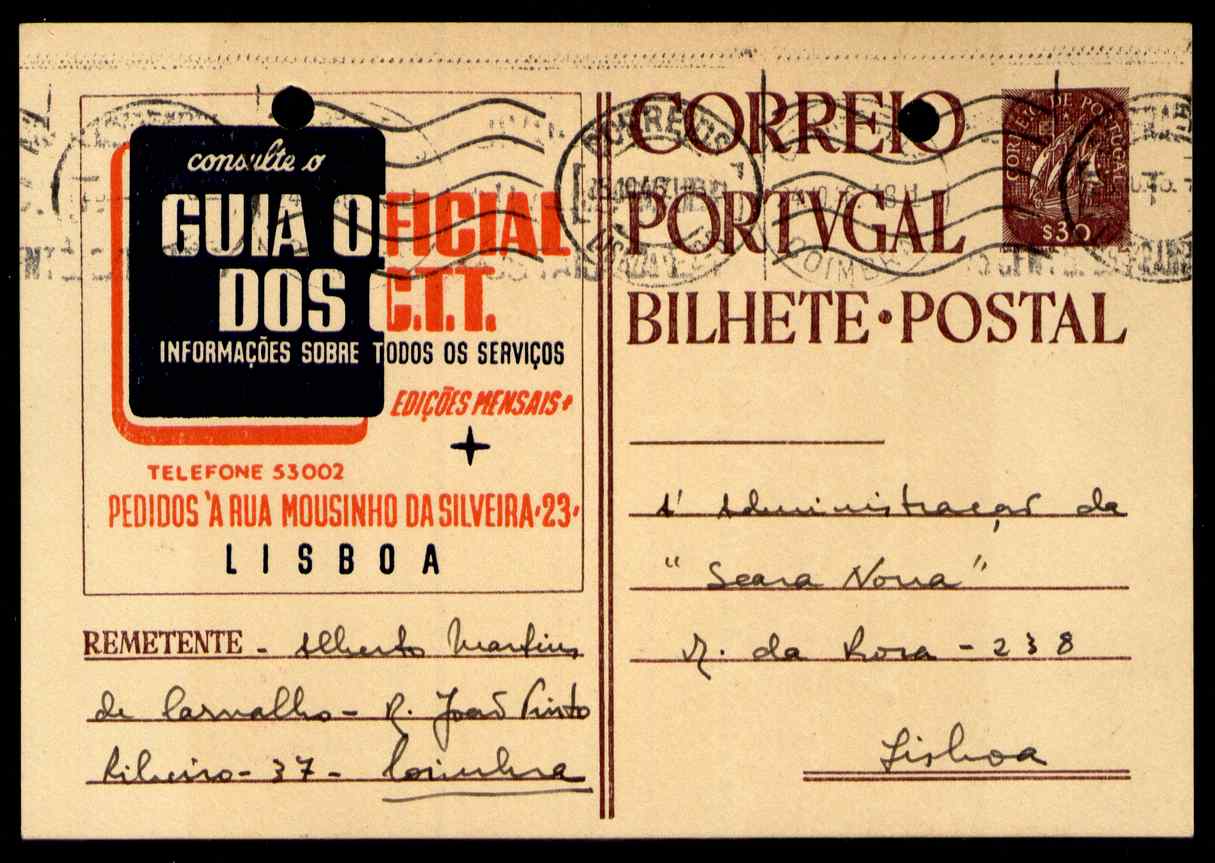 consulte o
GUIA OFICIAL
DOS C.T.T.
INFORMAÇÕES SOBRE TODOS OS SERVIÇOS
EDIÇÕES MENSAIS
TELEFONE 53002
PEDIDOS 'A RUA MOUSINHO DA SILVEIRA·23·
LISBOA
REMETENTE - Alberto Martins
de Carvalho - R. João Pinto
Ribeiro - 37 - Coimbra
CORREIO
PORTVGAL
BILHETE·POSTAL
CORREIO DE PORTUGAL
$30
CORREIOS
À Administração da
"Seara Nova"
R. da Rosa - 238
Lisboa